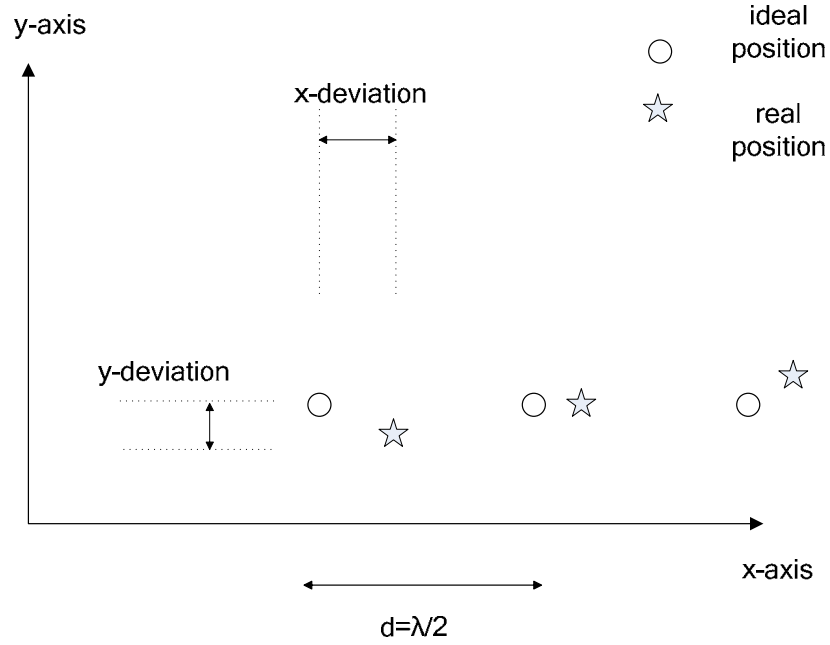 y-axis
ideal
position
x-deviation
real
position
y-deviation
x-axis
d=λ/2